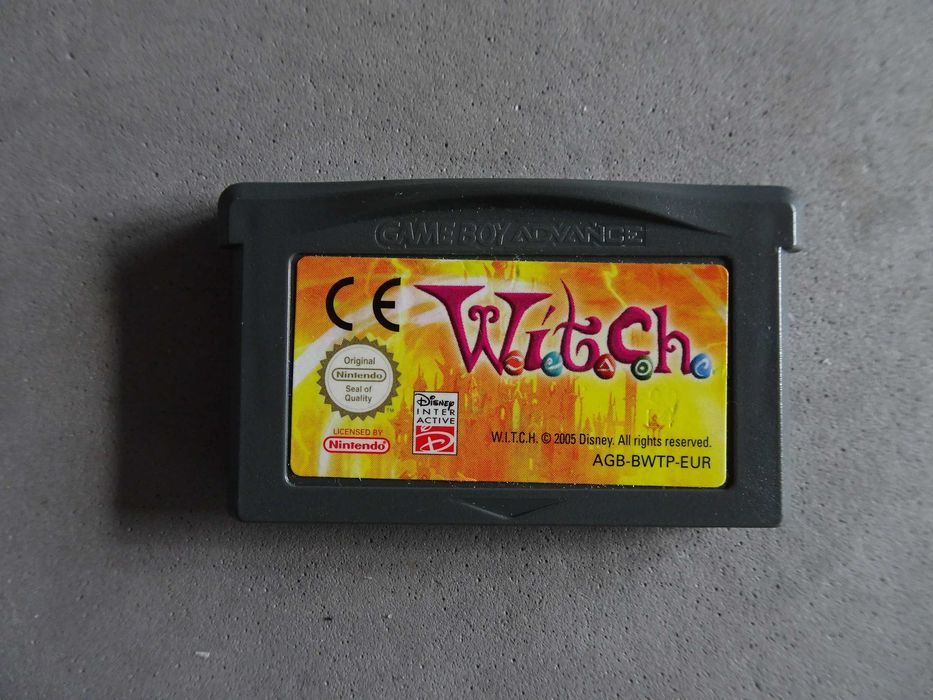 GAME BOY ADVANCE
CE
W.i.t.c.h.
Original
Nintendo
Seal of
Quality
TM
LICENSED BY
Nintendo
Disney
INTER
ACTIVE
D
W.I.T.C.H. © 2005 Disney. All rights reserved.
AGB-BWTP-EUR